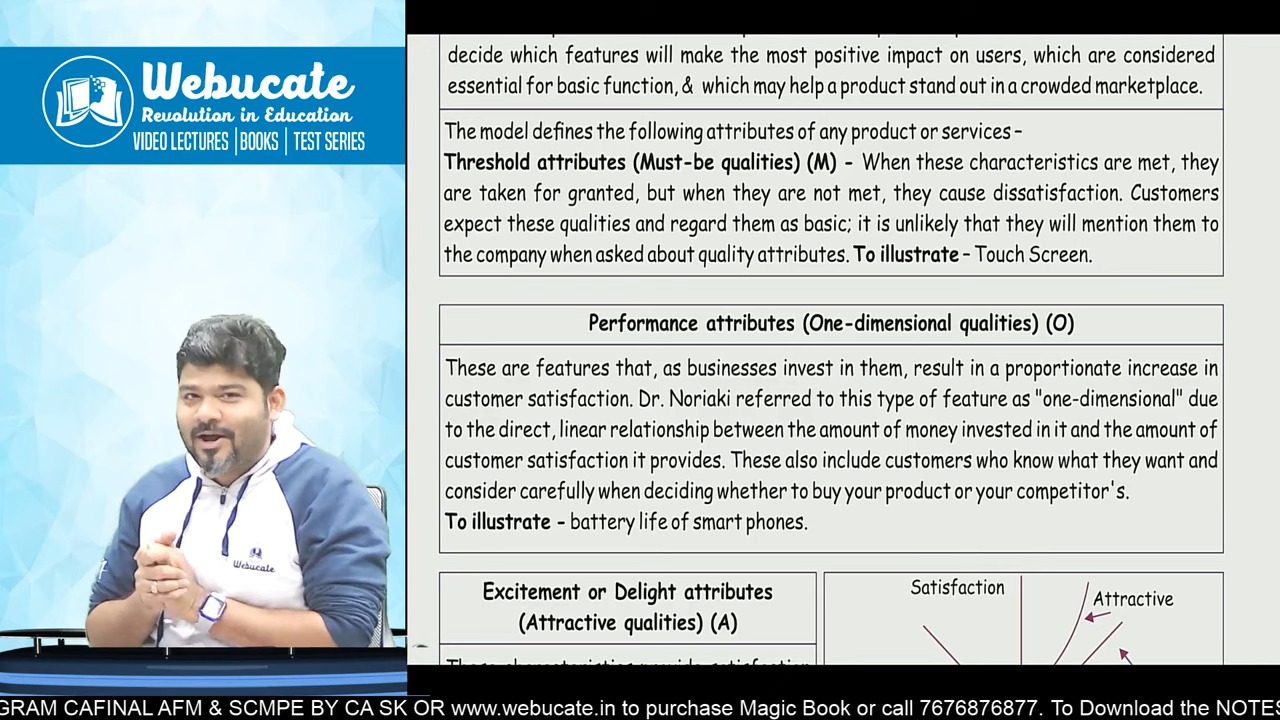 Webucate
Revolution in Education
VIDEO LECTURES | BOOKS | TEST SERIES
decide which features will make the most positive impact on users, which are considered
essential for basic function, & which may help a product stand out in a crowded marketplace.
The model defines the following attributes of any product or services –
Threshold attributes (Must-be qualities) (M) - When these characteristics are met, they
are taken for granted, but when they are not met, they cause dissatisfaction. Customers
expect these qualities and regard them as basic; it is unlikely that they will mention them to
the company when asked about quality attributes. To illustrate – Touch Screen.
Performance attributes (One-dimensional qualities) (O)
These are features that, as businesses invest in them, result in a proportionate increase in
customer satisfaction. Dr. Noriaki referred to this type of feature as "one-dimensional" due
to the direct, linear relationship between the amount of money invested in it and the amount of
customer satisfaction it provides. These also include customers who know what they want and
consider carefully when deciding whether to buy your product or your competitor's.
To illustrate - battery life of smart phones.
Excitement or Delight attributes
(Attractive qualities) (A)
Satisfaction
Attractive
Webucate
GRAM CAFINAL AFM & SCMPE BY CA SK OR www.webucate.in to purchase Magic Book or call 7676876877. To Download the NOTES